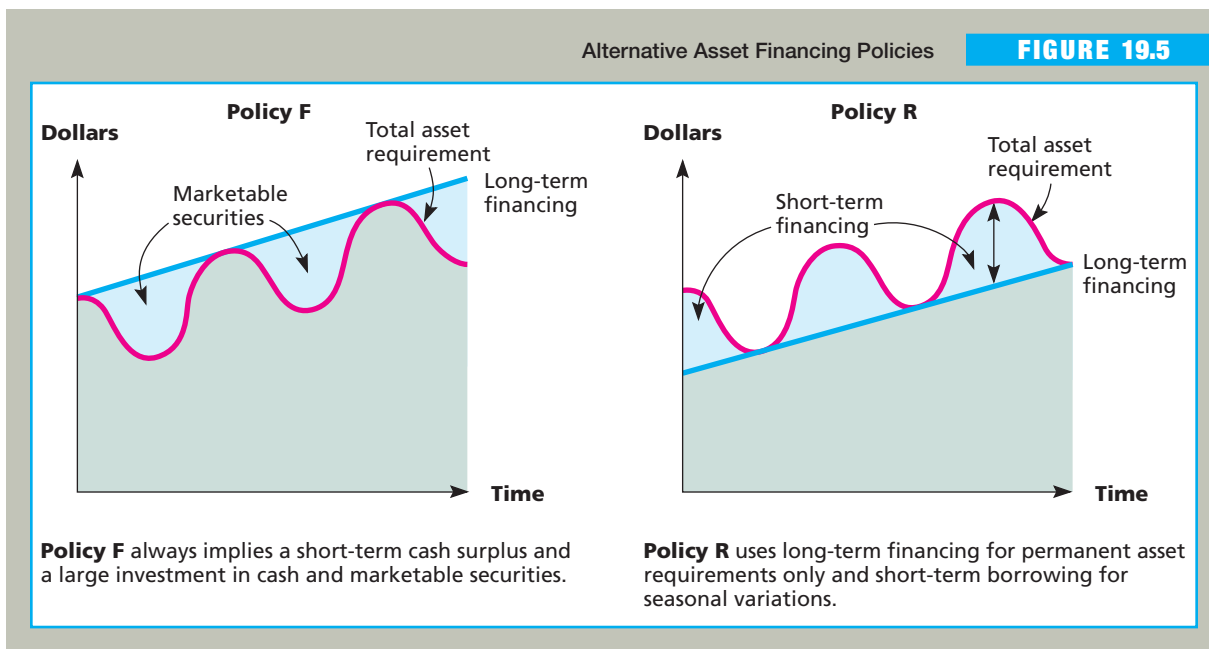 Alternative Asset Financing Policies
FIGURE 19.5
Policy F
Dollars
Total asset
requirement
Marketable
securities
Long-term
financing
Time
Policy F always implies a short-term cash surplus and
a large investment in cash and marketable securities.
Policy R
Dollars
Total asset
requirement
Short-term
financing
Long-term
financing
Time
Policy R uses long-term financing for permanent asset
requirements only and short-term borrowing for
seasonal variations.